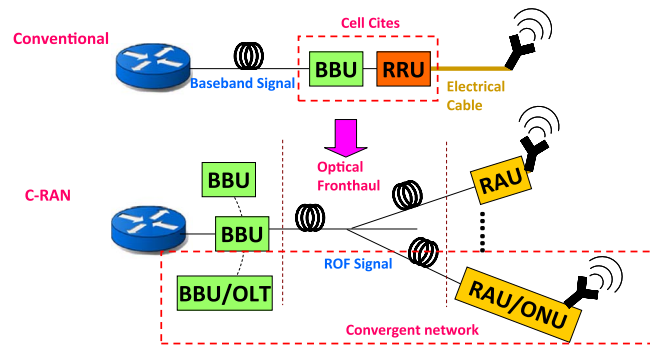 Cell Cites
Conventional
BBU
RRU
Baseband Signal
Electrical
Cable
Optical
Fronthaul
C-RAN
BBU
RAU
BBU
ROF Signal
BBU/OLT
RAU/ONU
Convergent network